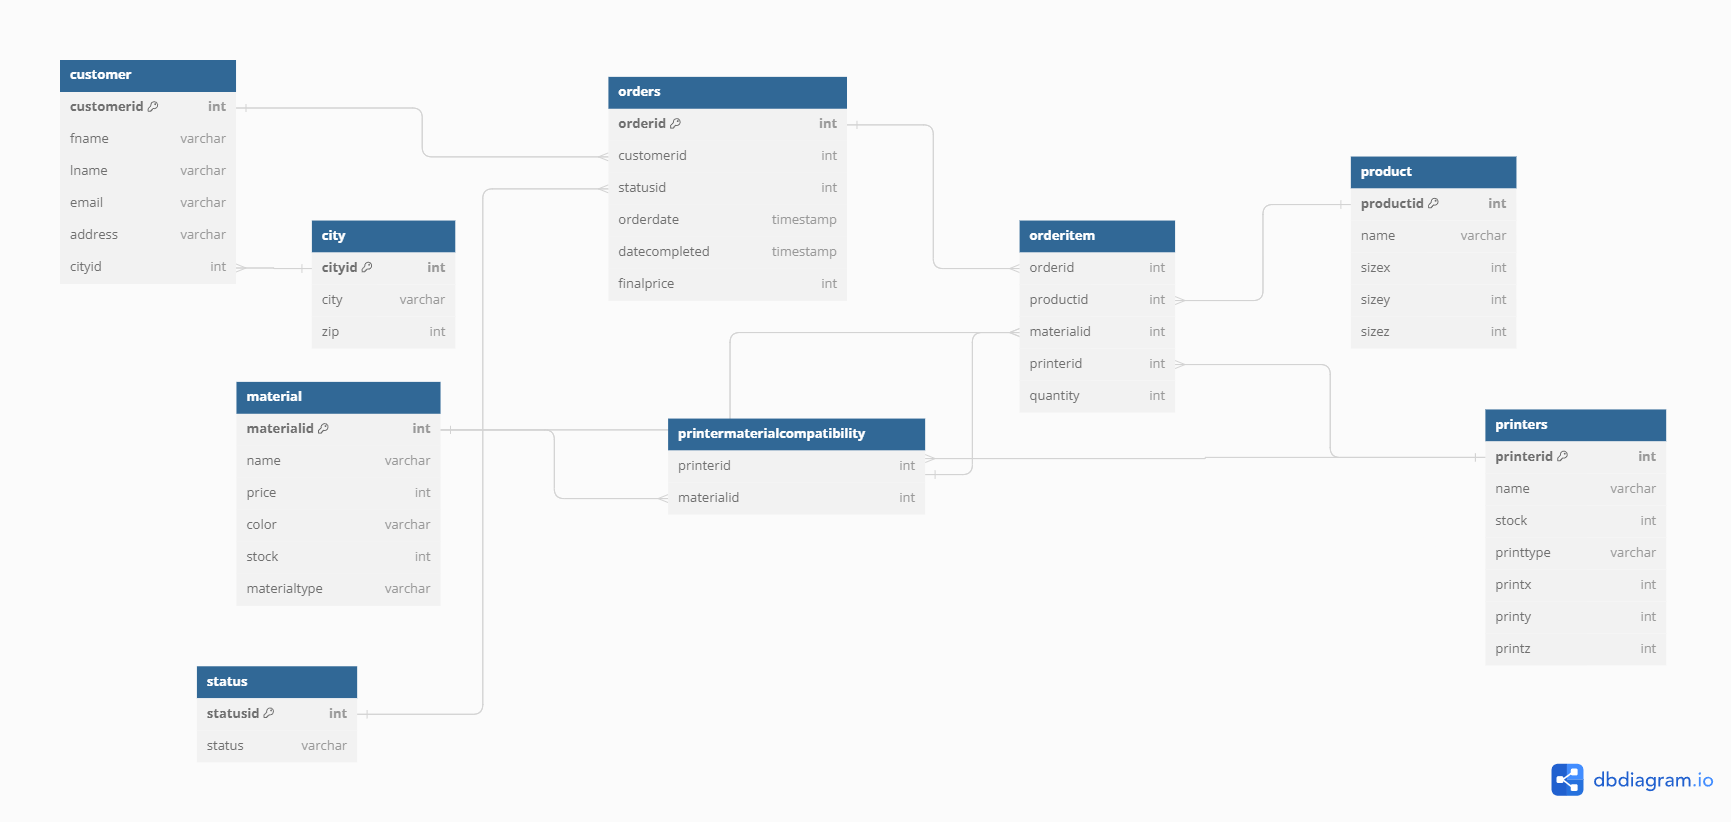 customer
customerid int
fname varchar
lname varchar
email varchar
address varchar
cityid int
city
cityid int
city varchar
zip int
orders
orderid int
customerid int
statusid int
orderdate timestamp
datecompleted timestamp
finalprice int
orderitem
orderid int
productid int
materialid int
printerid int
quantity int
product
productid int
name varchar
sizex int
sizey int
sizez int
material
materialid int
name varchar
price int
color varchar
stock int
materialtype varchar
printermaterialcompatibility
printerid int
materialid int
printers
printerid int
name varchar
stock int
printtype varchar
printx int
printy int
printz int
status
statusid int
status varchar
dbdiagram.io